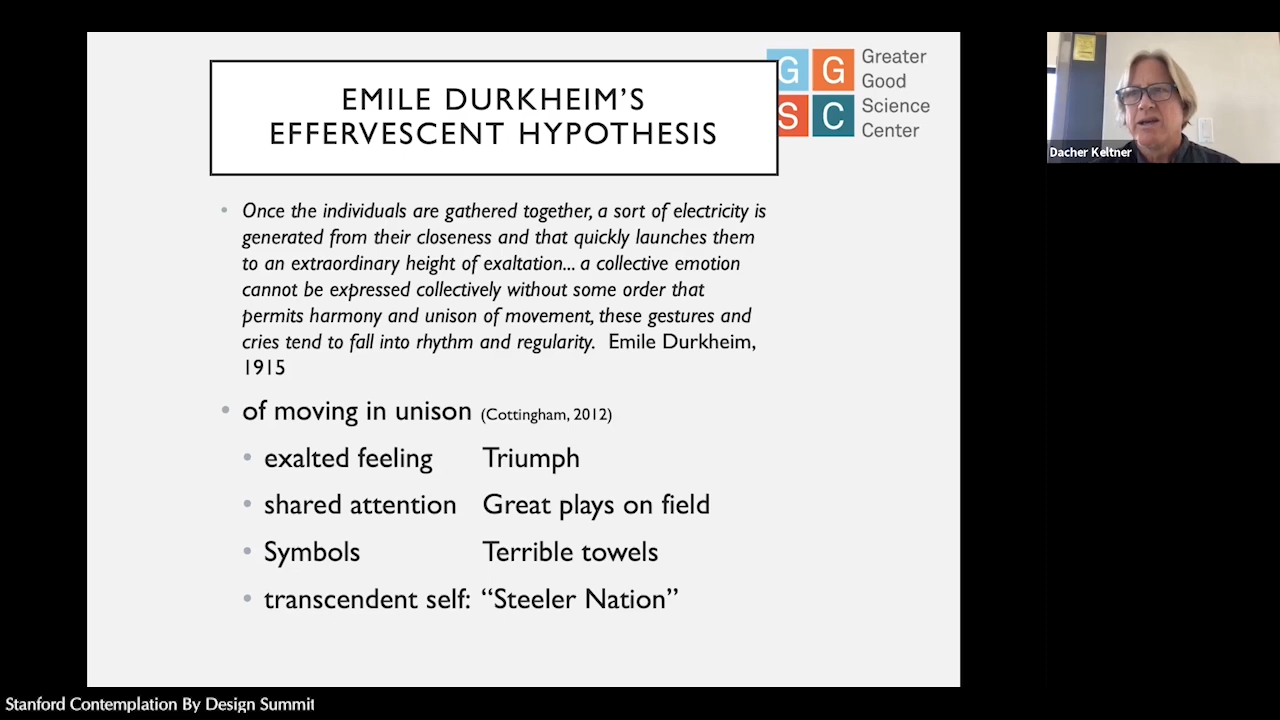 EMILE DURKHEIM'S
EFFERVESCENT HYPOTHESIS
G G
S C
Greater
Good
Science
Center
• Once the individuals are gathered together, a sort of electricity is
generated from their closeness and that quickly launches them
to an extraordinary height of exaltation... a collective emotion
cannot be expressed collectively without some order that
permits harmony and unison of movement, these gestures and
cries tend to fall into rhythm and regularity. Emile Durkheim,
1915
• of moving in unison (Cottingham, 2012)
• exalted feeling Triumph
• shared attention Great plays on field
• Symbols Terrible towels
• transcendent self: “Steeler Nation”
Dacher Keltner
Stanford Contemplation By Design Summit